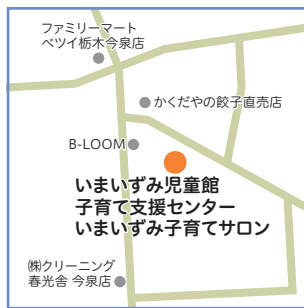 ファミリーマート
ベツイ栃木今泉店
かくだやの餃子直売店
B-LOOM
いまいずみ児童館
子育て支援センター
いまいずみ子育てサロン
㈱クリーニング
春光舎 今泉店